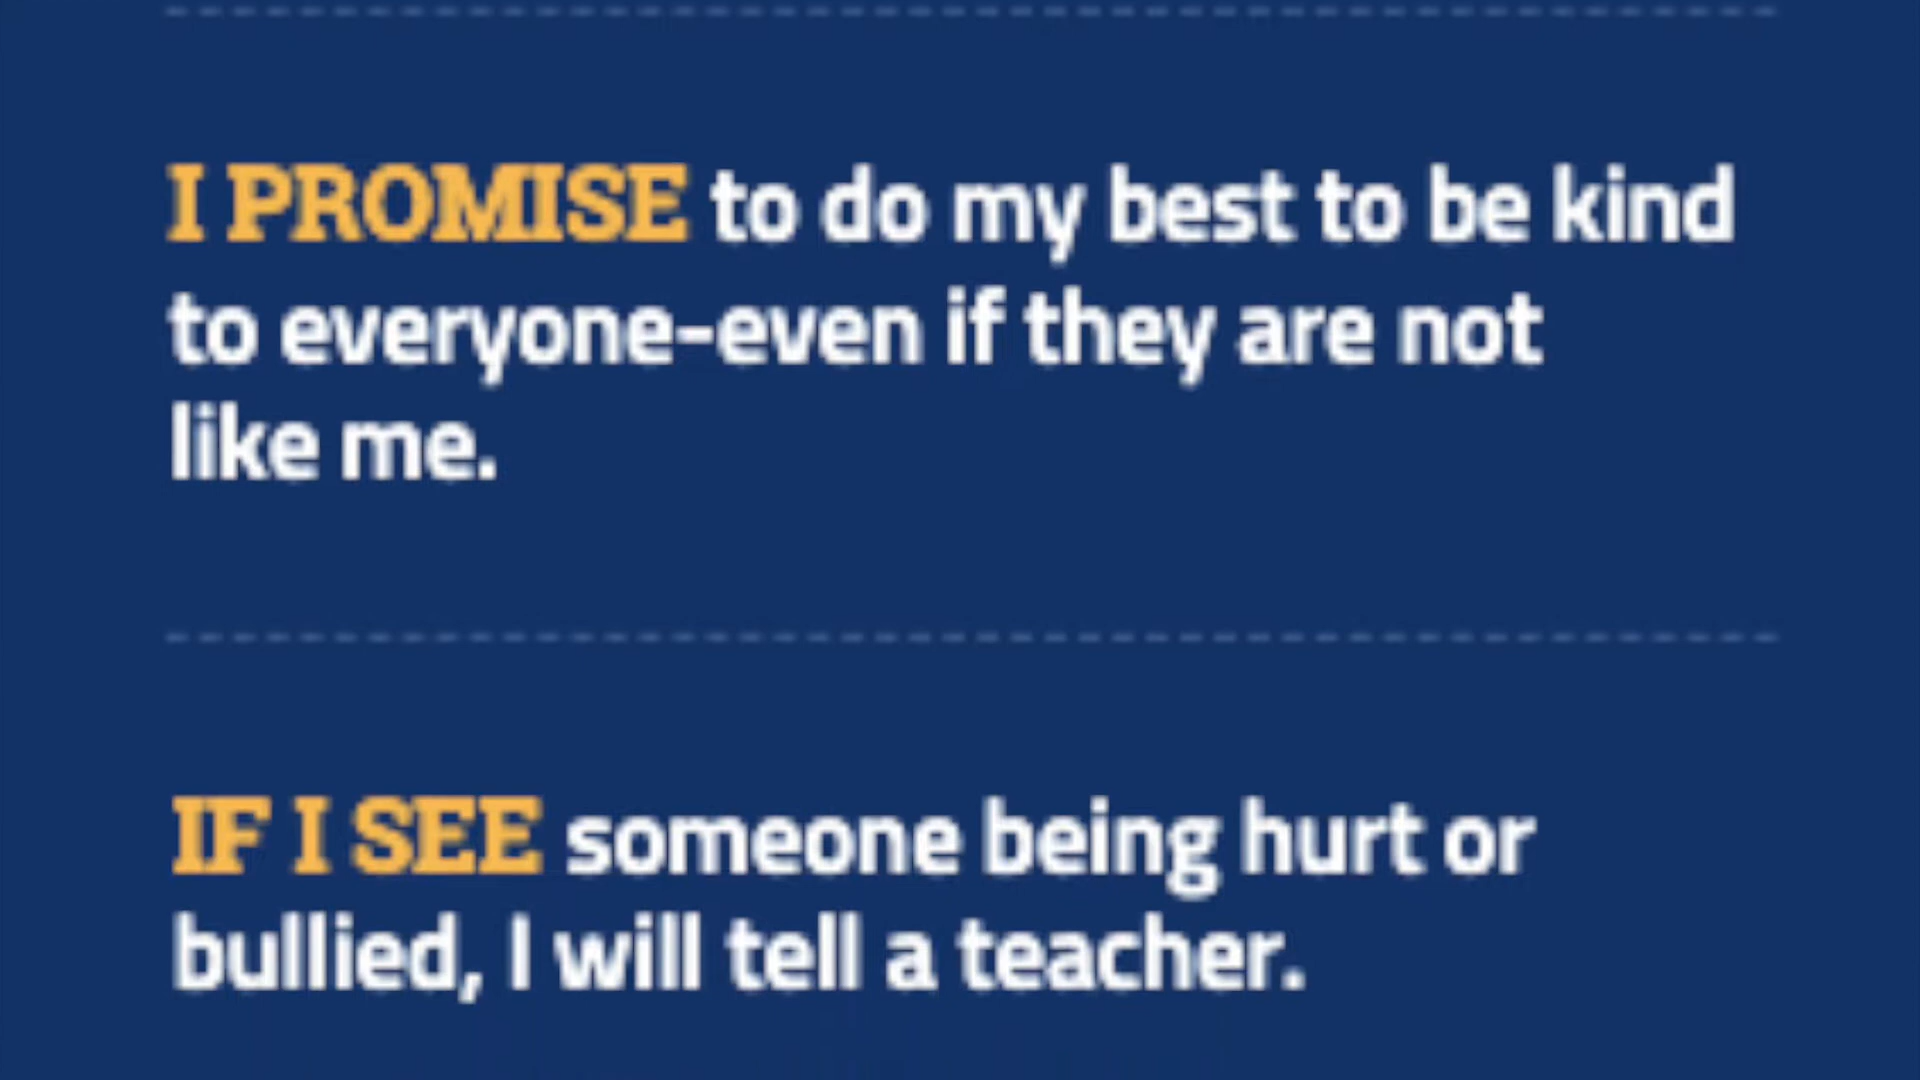 I PROMISE to do my best to be kind
to everyone-even if they are not
like me.
IF I SEE someone being hurt or
bullied, I will tell a teacher.